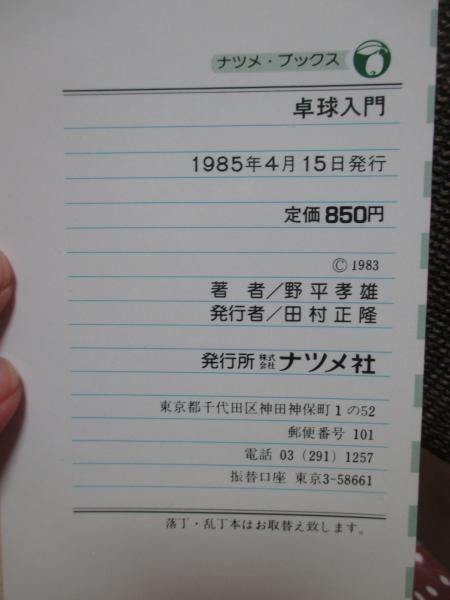 ナツメ・ブックス
卓球入門
1985年4月15日発行
定価850円
© 1983
著 者／野平孝雄
発行者／田村正隆
発行所 株式会社 ナツメ社
東京都千代田区神田神保町1の52
郵便番号 101
電話 03 (291) 1257
振替口座 東京3-58661
落丁・乱丁本はお取替え致します。